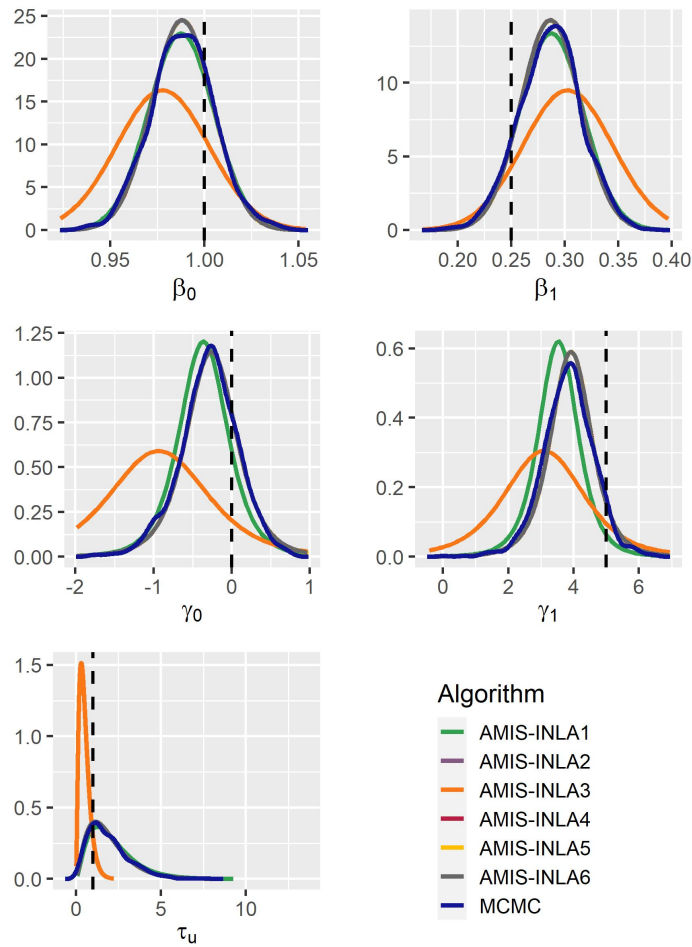 25
20
15
10
5
0
0.95 1.00 1.05
β0
10
5
0
0.20 0.25 0.30 0.35 0.40
β1
1.25
1.00
0.75
0.50
0.25
0.00
-2 -1 0 1
γ0
0.6
0.4
0.2
0.0
0 2 4 6
γ1
1.5
1.0
0.5
0.0
0 5 10
τu
Algorithm
AMIS-INLA1
AMIS-INLA2
AMIS-INLA3
AMIS-INLA4
AMIS-INLA5
AMIS-INLA6
MCMC